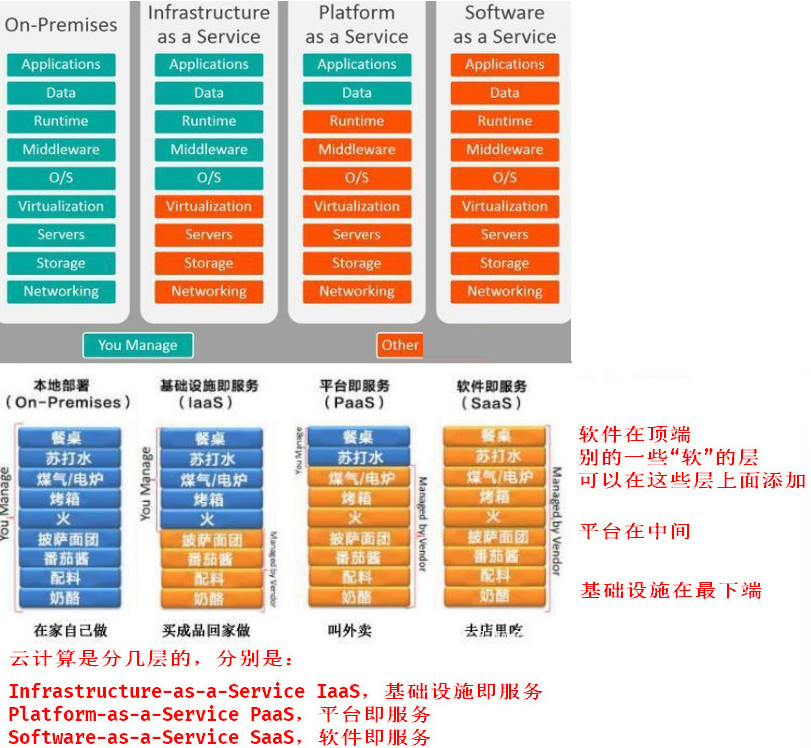 On-Premises
Infrastructure
as a Service
Platform
as a Service
Software
as a Service
Applications
Data
Runtime
Middleware
O/S
Virtualization
Servers
Storage
Networking
Applications
Data
Runtime
Middleware
O/S
Virtualization
Servers
Storage
Networking
Applications
Data
Runtime
Middleware
O/S
Virtualization
Servers
Storage
Networking
Applications
Data
Runtime
Middleware
O/S
Virtualization
Servers
Storage
Networking
You Manage
Other
本地部署
（On-Premises）
You Manage
餐桌
苏打水
煤气/电炉
烤箱
火
披萨面团
番茄酱
配料
奶酪
在家自己做
基础设施即服务
（IaaS）
You Manage
餐桌
苏打水
煤气/电炉
烤箱
火
披萨面团
番茄酱
配料
奶酪
Managed by Vendor
买成品回家做
平台即服务
（PaaS）
You Manage
餐桌
苏打水
煤气/电炉
烤箱
火
披萨面团
番茄酱
配料
奶酪
Managed by Vendor
叫外卖
软件即服务
（SaaS）
餐桌
苏打水
煤气/电炉
烤箱
火
披萨面团
番茄酱
配料
奶酪
Managed by Vendor
去店里吃
软件在顶端
别的一些“软”的层
可以在这些层上面添加
平台在中间
基础设施在最下端
云计算是分几层的，分别是：
Infrastructure-as-a-Service IaaS，基础设施即服务
Platform-as-a-Service PaaS，平台即服务
Software-as-a-Service SaaS，软件即服务